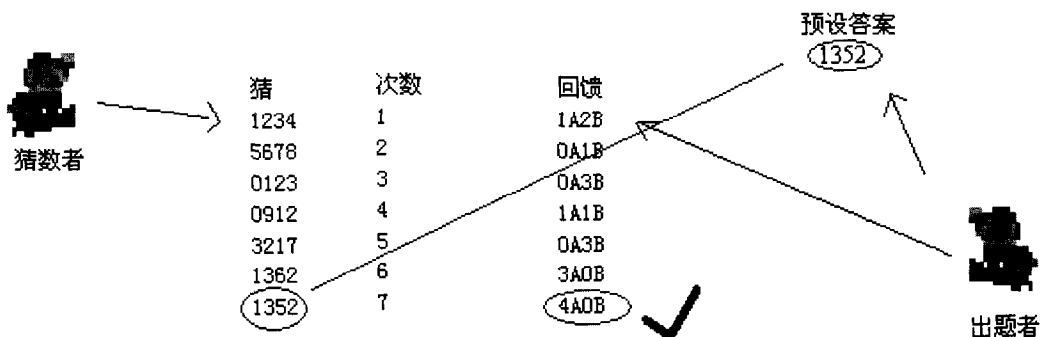 预设答案
1352
猜 次数 回馈
1234 1 1A2B
5678 2 0A1B
0123 3 0A3B
0912 4 1A1B
3217 5 0A3B
1362 6 3A0B
1352 7 4A0B
猜数者
出题者